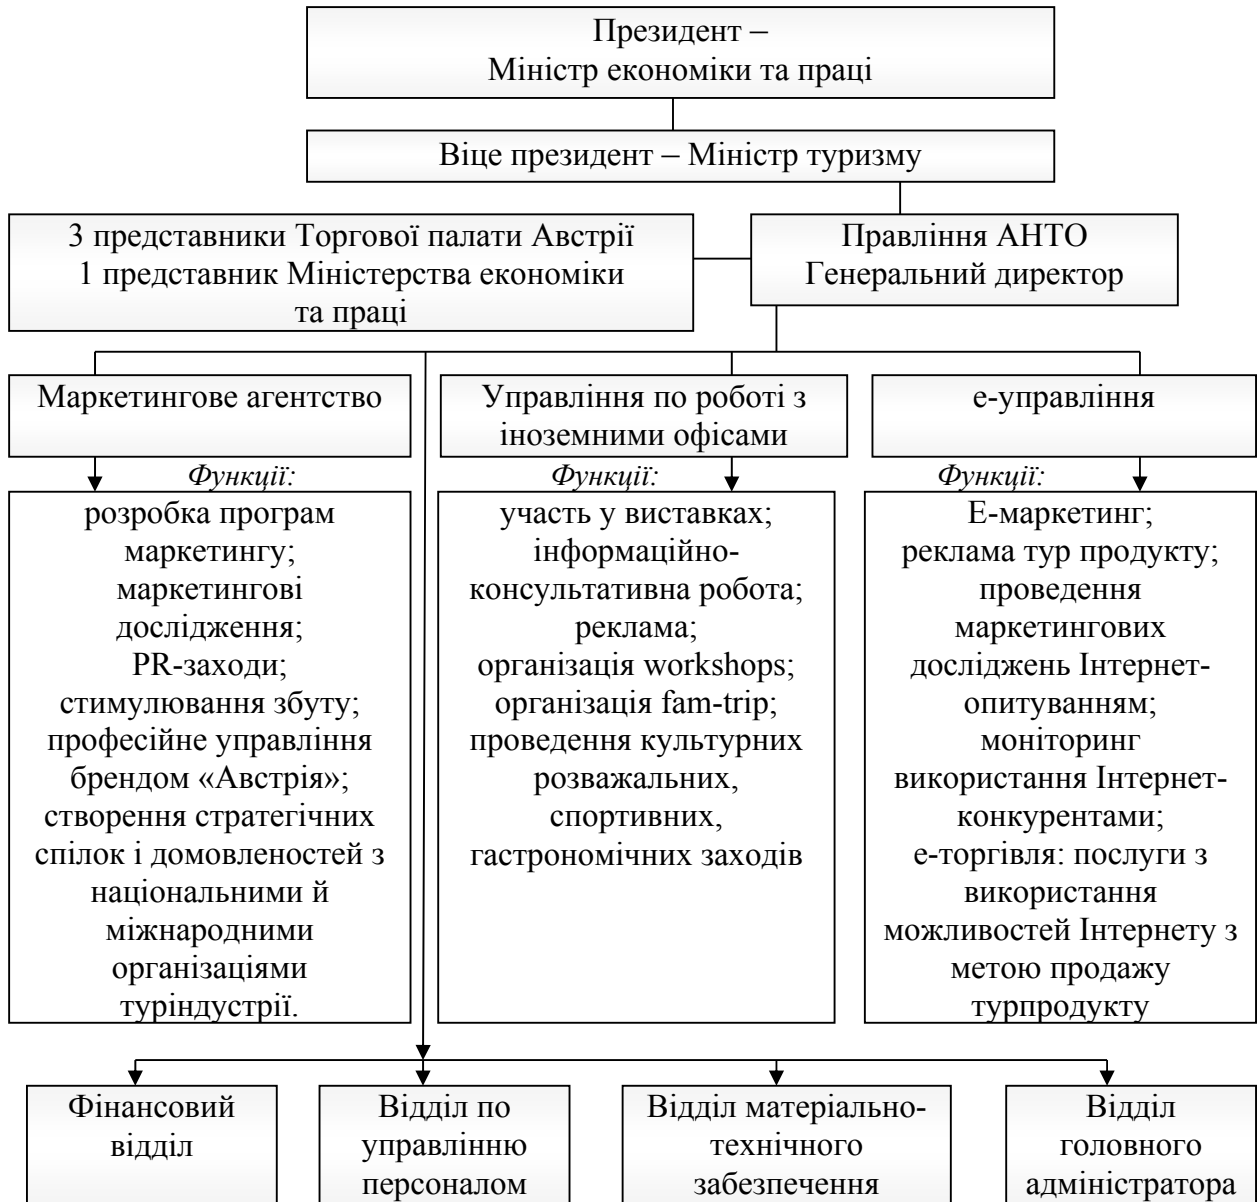 Президент –
Міністр економіки та праці
Віце президент – Міністр туризму
3 представники Торгової палати Австрії
1 представник Міністерства економіки
та праці
Правління АНТО
Генеральний директор
Маркетингове агентство
Управління по роботі з
іноземними офісами
е-управління
Функції:
розробка програм
маркетингу;
маркетингові
дослідження;
PR-заходи;
стимулювання збуту;
професійне управління
брендом «Австрія»;
створення стратегічних
спілок і домовленостей з
національними й
міжнародними
організаціями
туріндустрії.
Функції:
участь у виставках;
інформаційно-
консультативна робота;
реклама;
організація workshops;
організація fam-trip;
проведення культурних
розважальних,
спортивних,
гастрономічних заходів
Функції:
Е-маркетинг;
реклама тур продукту;
проведення
маркетингових
досліджень Інтернет-
опитуванням;
моніторинг
використання Інтернет-
конкурентами;
е-торгівля: послуги з
використання
можливостей Інтернету з
метою продажу
турпродукту
Фінансовий
відділ
Відділ по
управлінню
персоналом
Відділ матеріально-
технічного
забезпечення
Відділ
головного
адміністратора